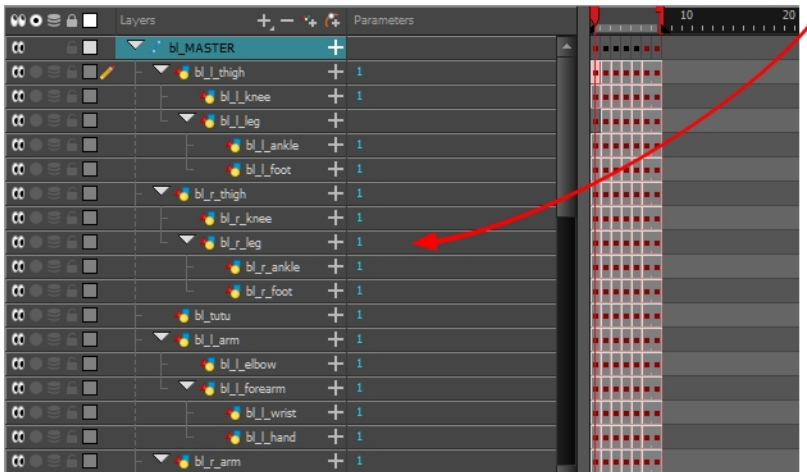 Layers Parameters 10 20
bl_MASTER
bl_l_thigh 1
bl_l_knee 1
bl_l_leg 1
bl_l_ankle 1
bl_l_foot 1
bl_r_thigh 1
bl_r_knee 1
bl_r_leg 1
bl_r_ankle 1
bl_r_foot 1
bl_tutu 1
bl_l_arm 1
bl_l_elbow 1
bl_l_forearm 1
bl_l_wrist 1
bl_l_hand 1
bl_r_arm 1